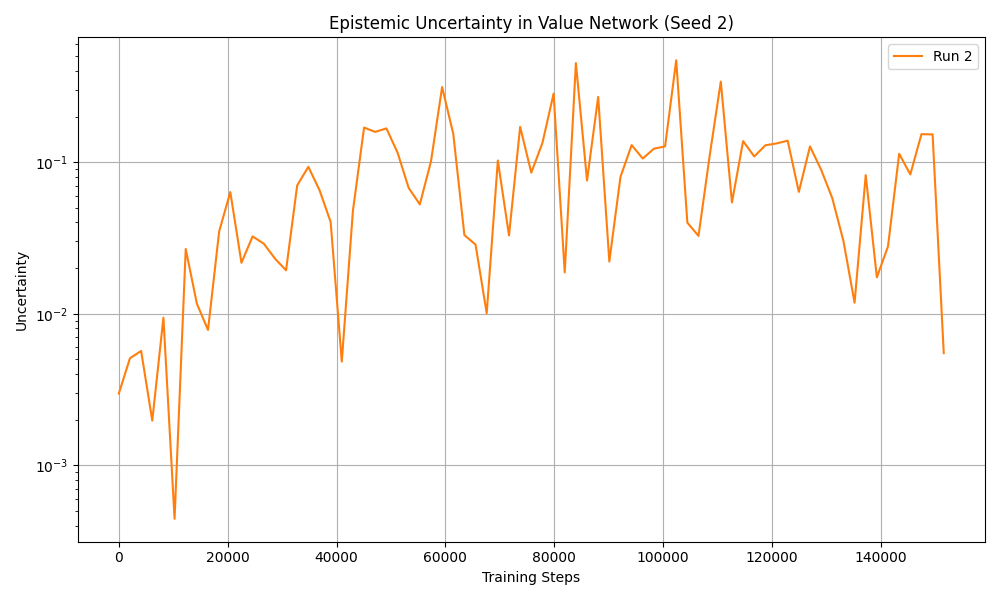 Epistemic Uncertainty in Value Network (Seed 2)
Run 2
Uncertainty
10⁻¹
10⁻²
10⁻³
0 20000 40000 60000 80000 100000 120000 140000
Training Steps